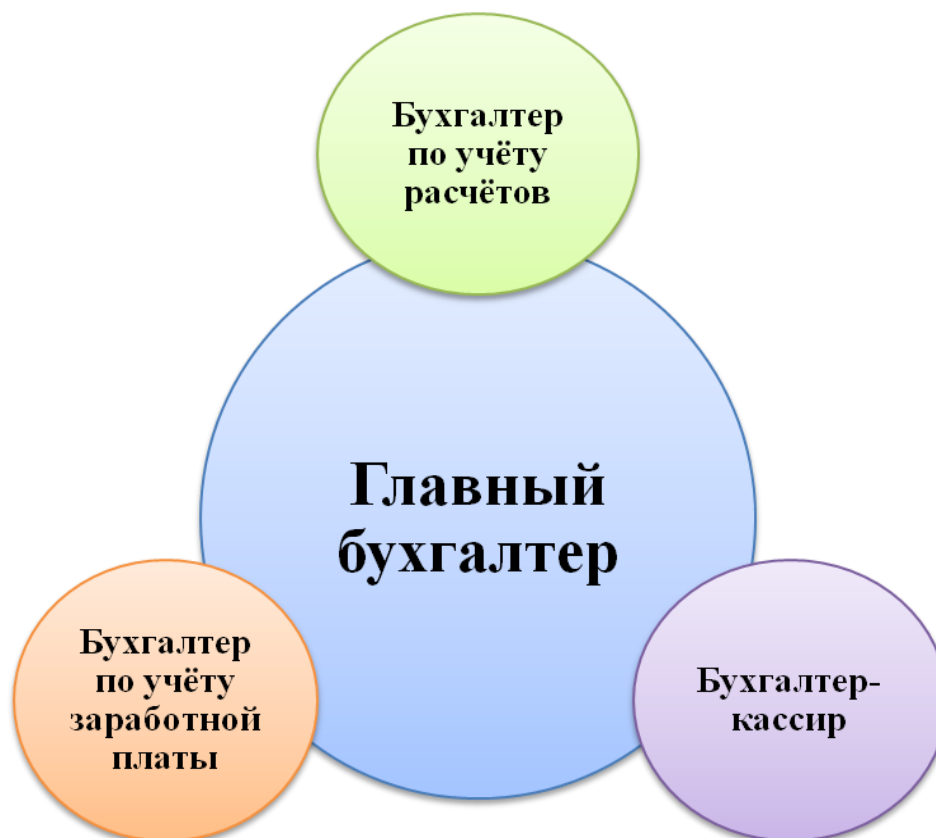 Бухгалтер
по учёту
расчётов
Главный
бухгалтер
Бухгалтер
по учёту
заработной
платы
Бухгалтер-
кассир